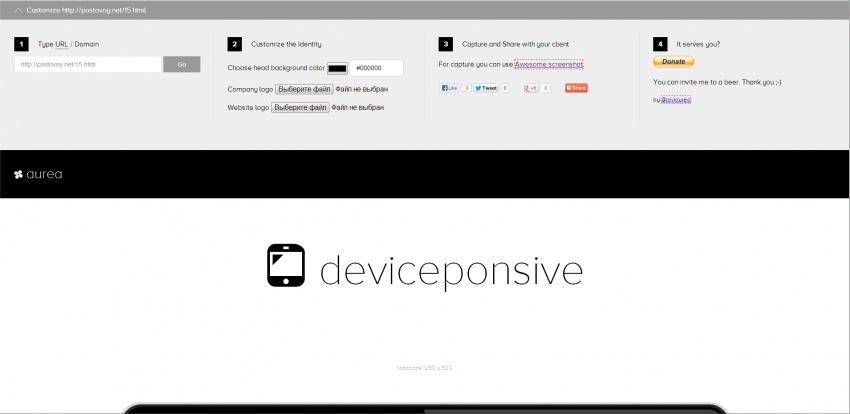 Customize http://postovoy.net/15.html
1 Type URL / Domain
http://postovoy.net/15.html Go
2 Customize the Identity
Choose head background color #000000
Company logo Выберите файл Файл не выбран
Website logo Выберите файл Файл не выбран
3 Capture and Share with your client
For capture you can use Awesome screenshot
Like 0 Tweet 0 +1 0 Share
4 It serves you?
Donate
You can invite me to a beer. Thank you ;-)
by @aourea
aurea
deviceponsive
Macbook 1280 x 800